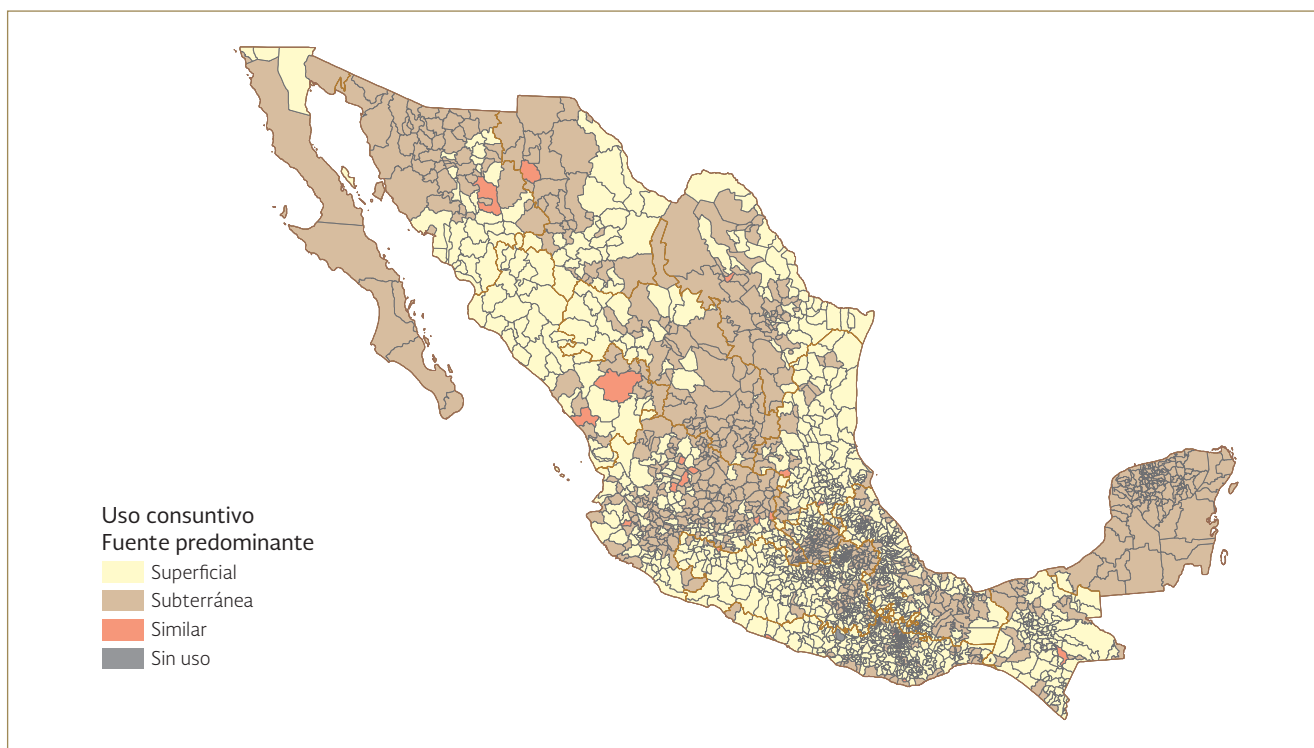 Uso consuntivo
Fuente predominante
Superficial
Subterránea
Similar
Sin uso